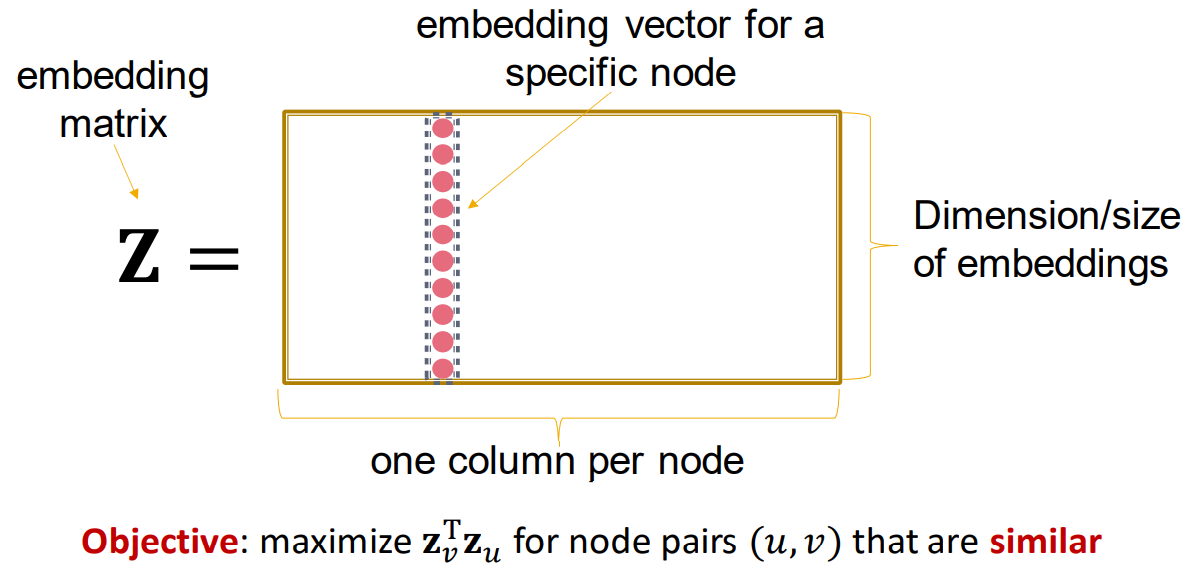 embedding vector for a
specific node
embedding
matrix
Z =
Dimension/size
of embeddings
one column per node
Objective: maximize $\mathbf{z}_v^{\mathrm{T}}\mathbf{z}_u$ for node pairs $(u, v)$ that are similar